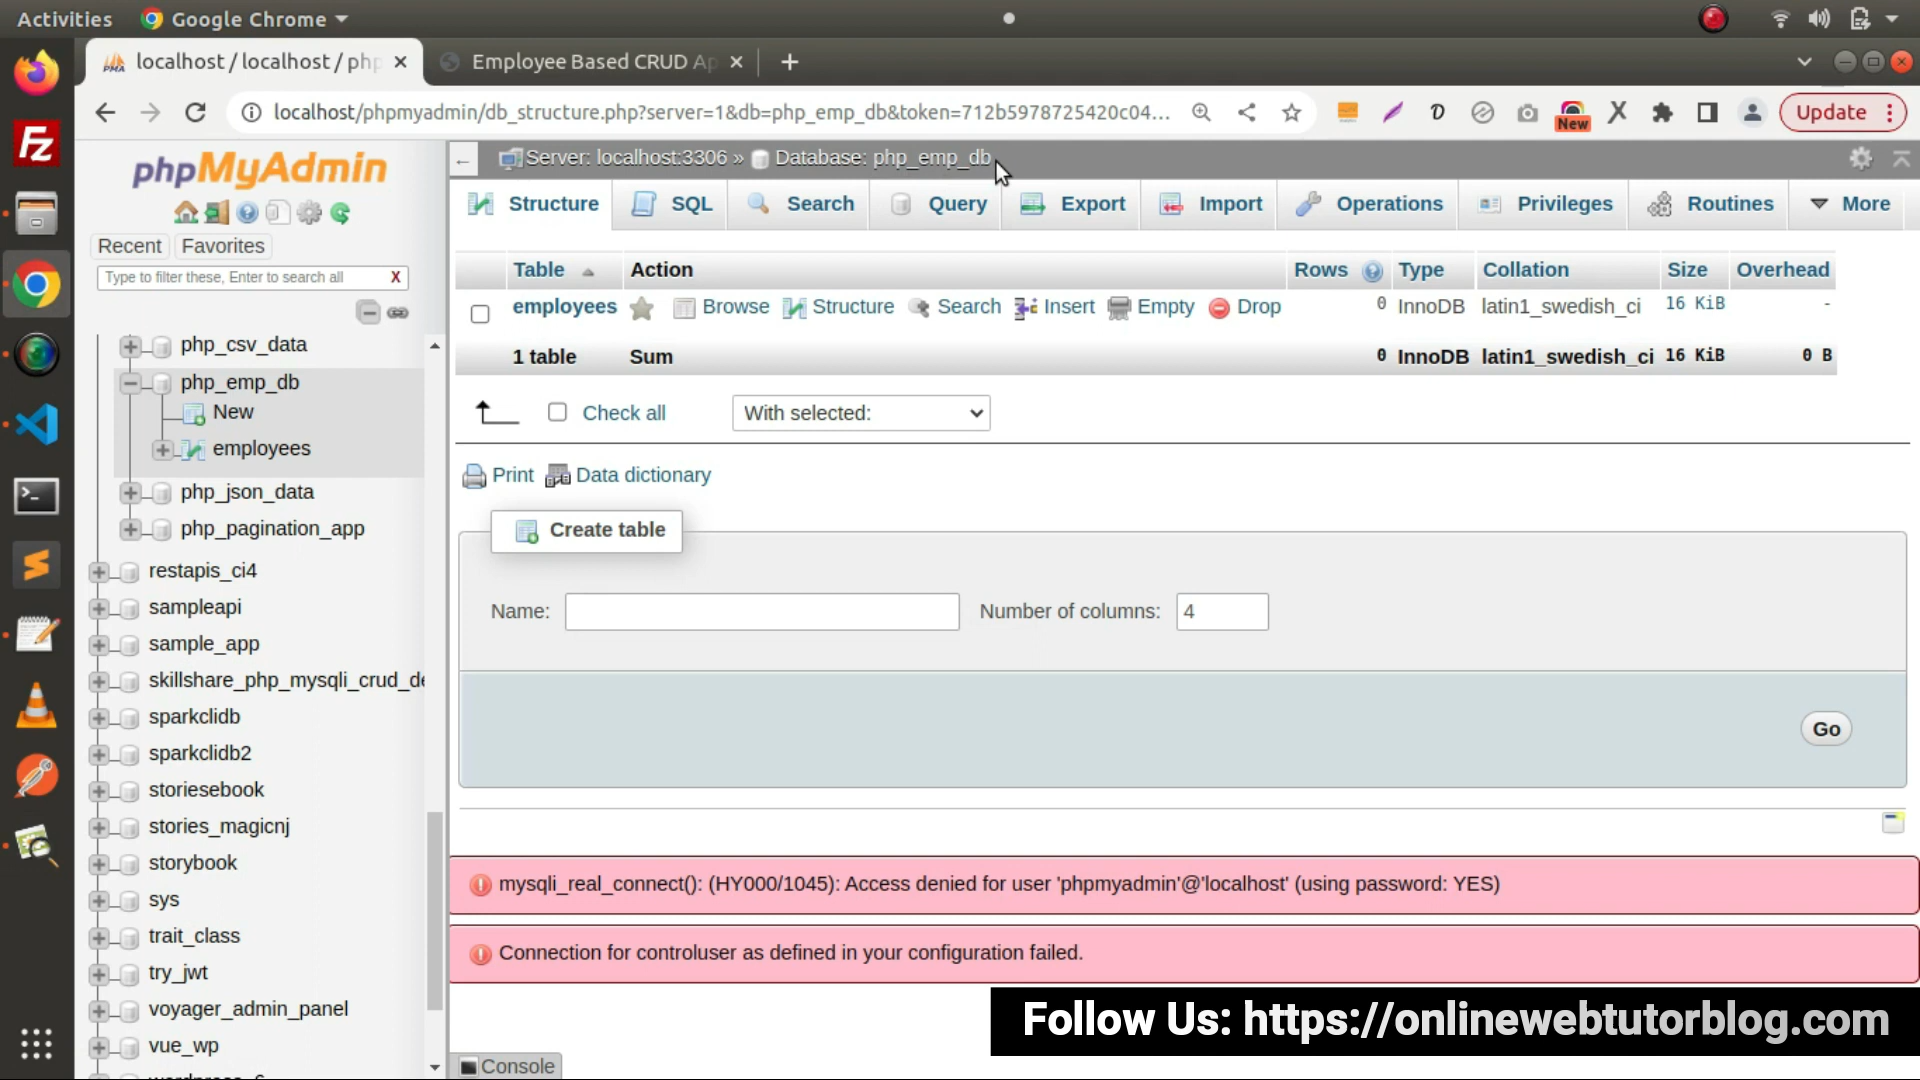 Activities
Google Chrome
localhost / localhost / php
Employee Based CRUD Ap
localhost/phpmyadmin/db_structure.php?server=1&db=php_emp_db&token=712b5978725420c04...
New
Update
phpMyAdmin
Recent
Favorites
Type to filter these, Enter to search all
X
php_csv_data
php_emp_db
New
employees
php_json_data
php_pagination_app
restapis_ci4
sampleapi
sample_app
skillshare_php_mysqli_crud_de
sparkclidb
sparkclidb2
storiesebook
stories_magicnj
storybook
sys
trait_class
try_jwt
voyager_admin_panel
vue_wp
Server: localhost:3306 » Database: php_emp_db
Structure
SQL
Search
Query
Export
Import
Operations
Privileges
Routines
More
Table Action Rows Type Collation Size Overhead
employees Browse Structure Search Insert Empty Drop 0 InnoDB latin1_swedish_ci 16 KiB -
1 table Sum 0 InnoDB latin1_swedish_ci 16 KiB 0 B
Check all
With selected:
Print Data dictionary
Create table
Name:
Number of columns: 4
Go
mysqli_real_connect(): (HY000/1045): Access denied for user 'phpmyadmin'@'localhost' (using password: YES)
Connection for controluser as defined in your configuration failed.
Follow Us: https://onlinewebtutorblog.com
Console